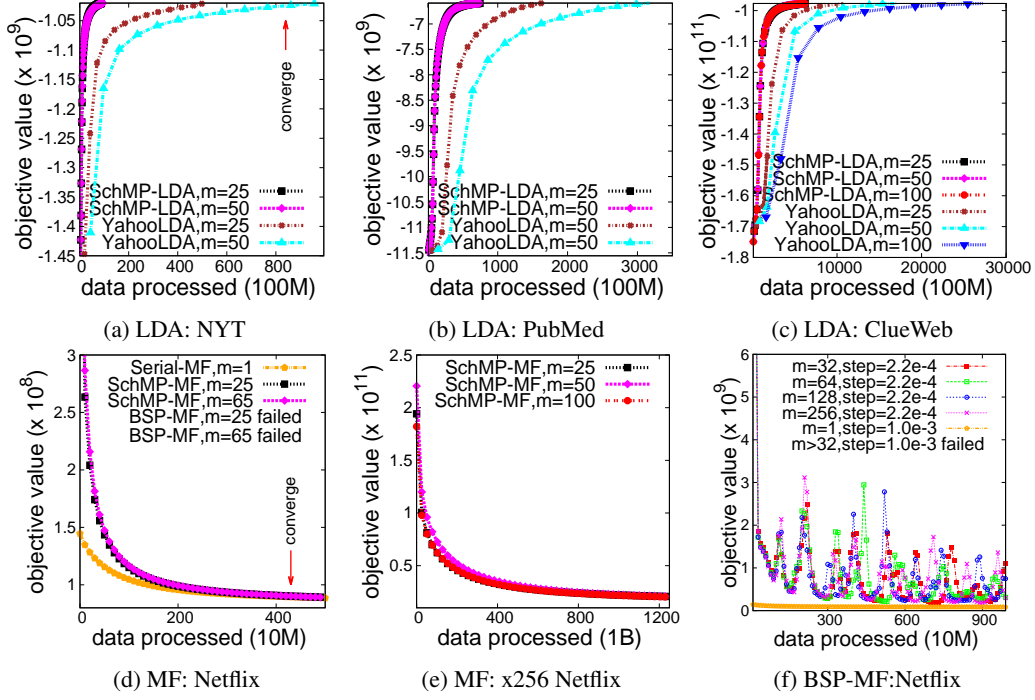 objective value (x 10^9)
-1.05
-1.1
-1.15
-1.2
-1.25
-1.3
-1.35
-1.4
-1.45
converge
SchMP-LDA,m=25
SchMP-LDA,m=50
YahooLDA,m=25
YahooLDA,m=50
0 200 400 600 800
data processed (100M)
(a) LDA: NYT
objective value (x 10^9)
-6.5
-7
-7.5
-8
-8.5
-9
-9.5
-10
-10.5
-11
-11.5
SchMP-LDA,m=25
SchMP-LDA,m=50
YahooLDA,m=50
YahooLDA,m=50
0 1000 2000 3000
data processed (100M)
(b) LDA: PubMed
objective value (x 10^11)
-1
-1.1
-1.2
-1.3
-1.4
-1.5
-1.6
-1.7
-1.8
SchMP-LDA,m=25
SchMP-LDA,m=50
SchMP-LDA,m=100
YahooLDA,m=25
YahooLDA,m=50
YahooLDA,m=100
10000 20000 30000
data processed (100M)
(c) LDA: ClueWeb
objective value (x 10^8)
3
2.5
2
1.5
1
Serial-MF,m=1
SchMP-MF,m=25
SchMP-MF,m=65
BSP-MF,m=25 failed
BSP-MF,m=65 failed
converge
0 200 400
data processed (10M)
(d) MF: Netflix
objective value (x 10^11)
2.5
2.1
1.6
1
0.5
SchMP-MF,m=25
SchMP-MF,m=50
SchMP-MF,m=100
0 400 800 1200
data processed (1B)
(e) MF: x256 Netflix
objective value (x 10^9)
6
5
4
3
2
1
0
m=32,step=2.2e-4
m=64,step=2.2e-4
m=128,step=2.2e-4
m=256,step=2.2e-4
m=1,step=1.0e-3
m>32,step=1.0e-3 failed
300 600 900
data processed (10M)
(f) BSP-MF:Netflix